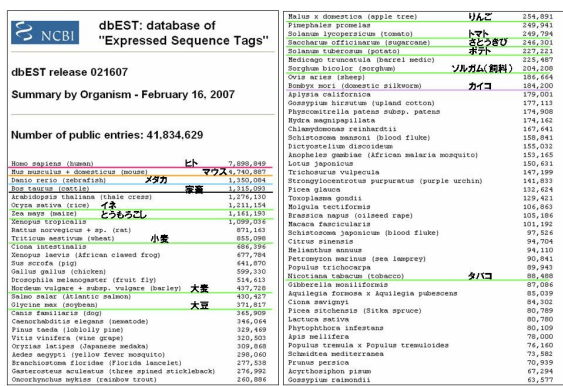 NCBI
dbEST: database of
"Expressed Sequence Tags"
dbEST release 021607
Summary by Organism - February 16, 2007
Number of public entries: 41,834,629
Homo sapiens (human) ヒト 7,898,849
Mus musculus + domesticus (mouse) マウス 4,740,887
Danio rerio (zebrafish) メダカ 1,350,084
Bos taurus (cattle) 家畜 1,315,093
Arabidopsis thaliana (thale cress) 1,276,130
Oryza sativa (rice) イネ 1,211,154
Zea mays (maize) とうもろこし 1,161,193
Xenopus tropicalis 1,099,036
Rattus norvegicus + sp. (rat) 871,163
Triticum aestivum (wheat) 小麦 855,098
Ciona intestinalis 686,396
Xenopus laevis (African clawed frog) 677,784
Sus scrofa (pig) 641,870
Gallus gallus (chicken) 599,330
Drosophila melanogaster (fruit fly) 514,613
Hordeum vulgare + subsp. vulgare (barley) 大麦 437,728
Salmo salar (Atlantic salmon) 430,427
Glycine max (soybean) 大豆 371,817
Canis familiaris (dog) 365,909
Caenorhabditis elegans (nematode) 346,064
Pinus taeda (loblolly pine) 329,469
Vitis vinifera (wine grape) 320,503
Oryzias latipes (Japanese medaka) 309,868
Aedes aegypti (yellow fever mosquito) 298,060
Branchiostoma floridae (Florida lancelet) 277,538
Gasterosteus aculeatus (three spined stickleback) 276,992
Oncorhynchus mykiss (rainbow trout) 260,886
Malus x domestica (apple tree) りんご 254,891
Pimephales promelas 249,941
Solanum lycopersicum (tomato) トマト 249,794
Saccharum officinarum (sugarcane) さとうきび 246,301
Solanum tuberosum (potato) ポテト 227,221
Medicago truncatula (barrel medic) 225,487
Sorghum bicolor (sorghum) ソルガム(飼料) 204,208
Ovis aries (sheep) 186,664
Bombyx mori (domestic silkworm) カイコ 184,200
Aplysia californica 179,001
Gossypium hirsutum (upland cotton) 177,113
Physcomitrella patens subsp. patens 174,908
Hydra magnipapillata 174,162
Chlamydomonas reinhardtii 167,641
Schistosoma mansoni (blood fluke) 158,841
Dictyostelium discoideum 155,032
Anopheles gambiae (African malaria mosquito) 153,165
Lotus japonicus 150,631
Trichosurus vulpecula 147,199
Strongylocentrotus purpuratus (purple urchin) 141,833
Picea glauca 132,624
Toxoplasma gondii 129,421
Molgula tectiformis 106,863
Brassica napus (oilseed rape) 105,186
Macaca fascicularis 101,192
Schistosoma japonicum (blood fluke) 97,526
Citrus sinensis 94,704
Helianthus annuus 94,110
Petromyzon marinus (sea lamprey) 90,841
Populus trichocarpa 89,943
Nicotiana tabacum (tobacco) タバコ 88,488
Gibberella moniliformis 87,086
Aquilegia formosa x Aquilegia pubescens 85,039
Ciona savignyi 84,302
Picea sitchensis (Sitka spruce) 80,789
Lactuca sativa 80,780
Phytophthora infestans 80,109
Apis mellifera 78,000
Populus tremula x Populus tremuloides 76,160
Schmidtea mediterranea 73,582
Prunus persica 70,939
Acyrthosiphon pisum 67,294
Gossypium raimondii 63,577